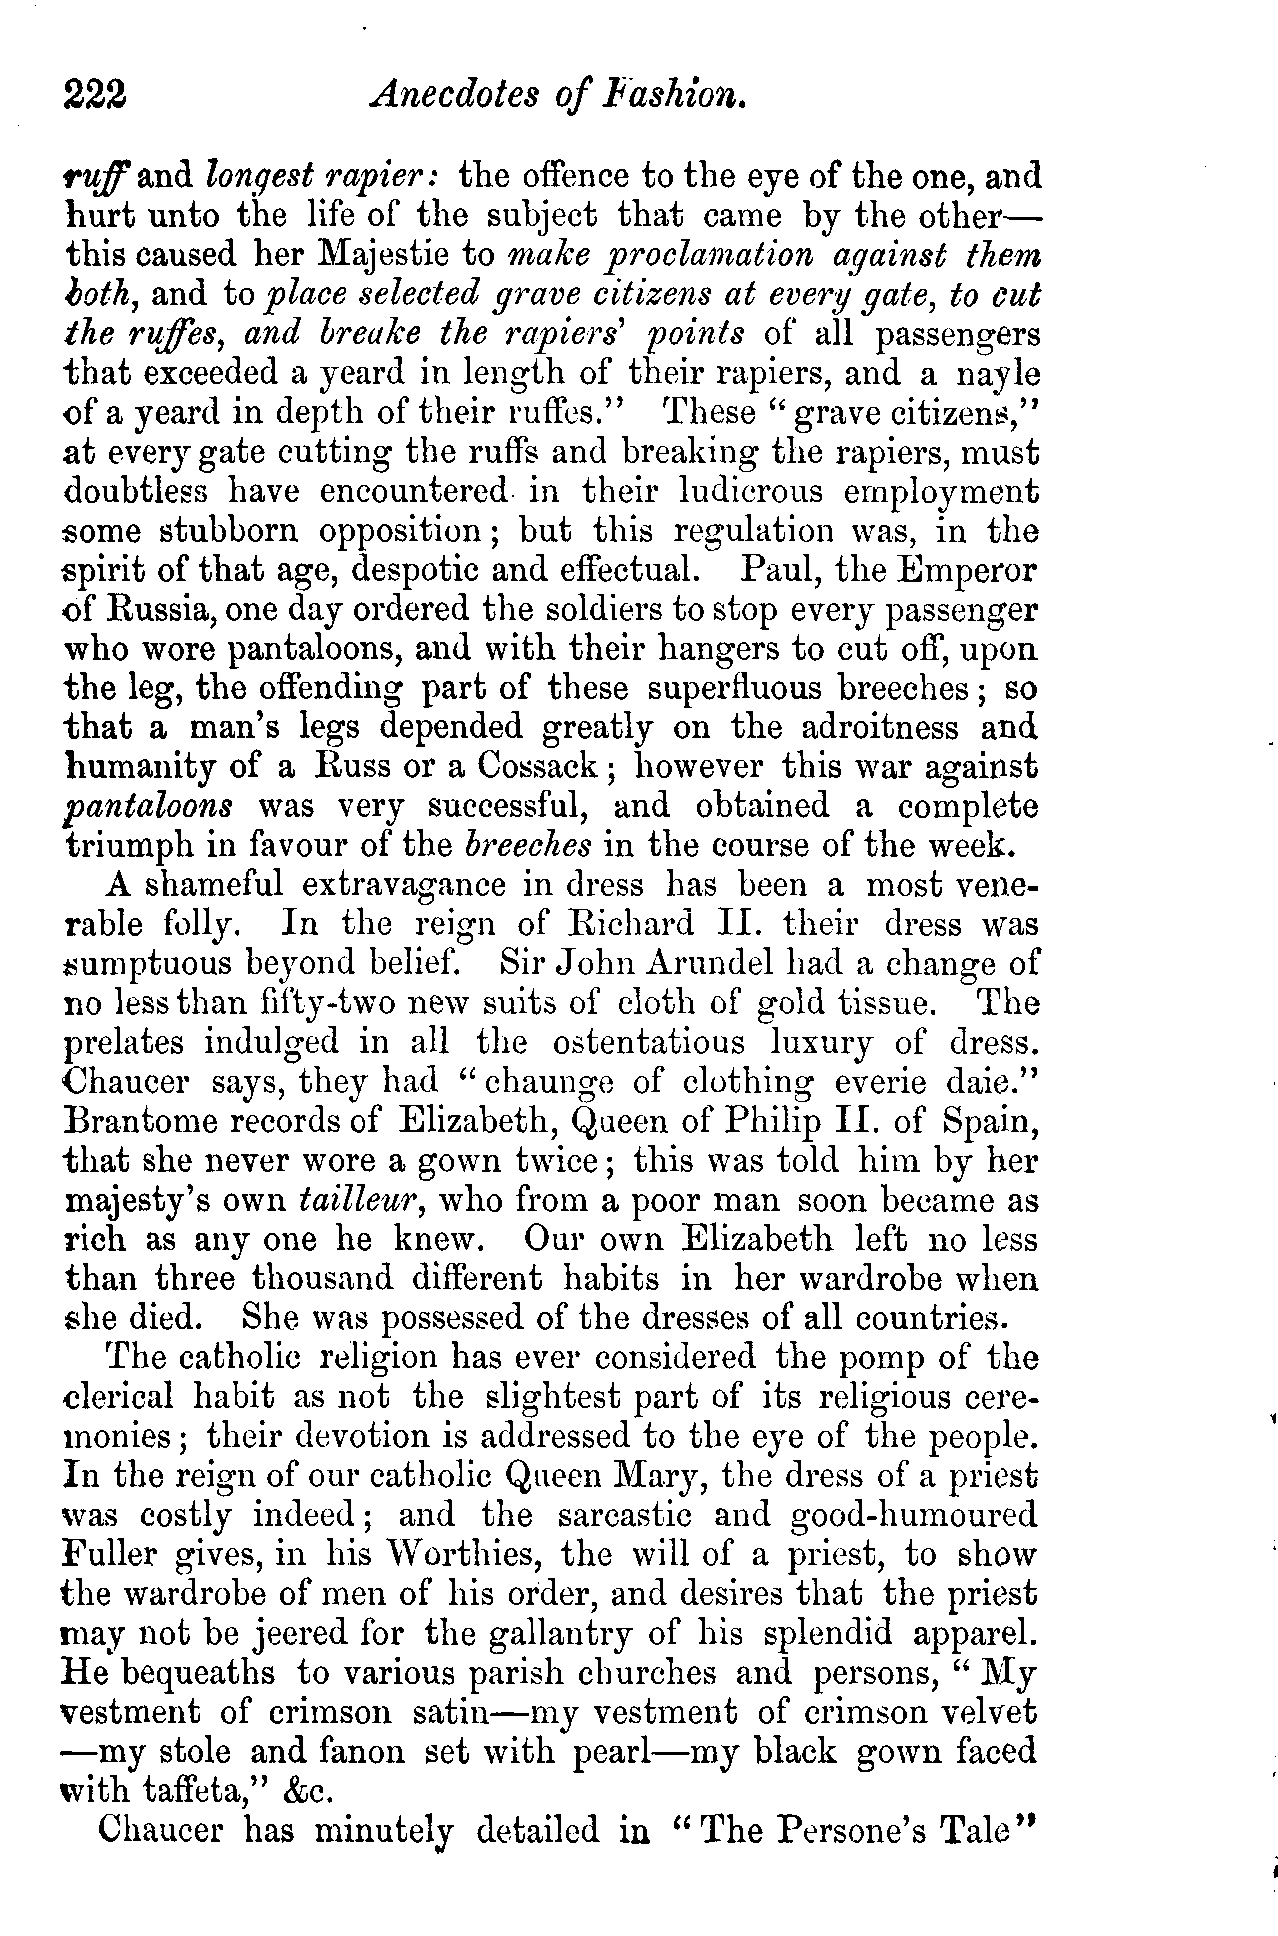 222 Anecdotes of Fashion.
ruff and longest rapier: the offence to the eye of the one, and
hurt unto the life of the subject that came by the other—
this caused her Majestie to make proclamation against them
both, and to place selected grave citizens at every gate, to cut
the ruffes, and breake the rapiers' points of all passengers
that exceeded a yeard in length of their rapiers, and a nayle
of a yeard in depth of their ruffes." These "grave citizens,"
at every gate cutting the ruffs and breaking the rapiers, must
doubtless have encountered in their ludicrous employment
some stubborn opposition; but this regulation was, in the
spirit of that age, despotic and effectual. Paul, the Emperor
of Russia, one day ordered the soldiers to stop every passenger
who wore pantaloons, and with their hangers to cut off, upon
the leg, the offending part of these superfluous breeches; so
that a man's legs depended greatly on the adroitness and
humanity of a Russ or a Cossack; however this war against
pantaloons was very successful, and obtained a complete
triumph in favour of the breeches in the course of the week.
A shameful extravagance in dress has been a most vene-
rable folly. In the reign of Richard II. their dress was
sumptuous beyond belief. Sir John Arundel had a change of
no less than fifty-two new suits of cloth of gold tissue. The
prelates indulged in all the ostentatious luxury of dress.
Chaucer says, they had "chaunge of clothing everie daie."
Brantome records of Elizabeth, Queen of Philip II. of Spain,
that she never wore a gown twice; this was told him by her
majesty's own tailleur, who from a poor man soon became as
rich as any one he knew. Our own Elizabeth left no less
than three thousand different habits in her wardrobe when
she died. She was possessed of the dresses of all countries.
The catholic religion has ever considered the pomp of the
clerical habit as not the slightest part of its religious cere-
monies; their devotion is addressed to the eye of the people.
In the reign of our catholic Queen Mary, the dress of a priest
was costly indeed; and the sarcastic and good-humoured
Fuller gives, in his Worthies, the will of a priest, to show
the wardrobe of men of his order, and desires that the priest
may not be jeered for the gallantry of his splendid apparel.
He bequeaths to various parish churches and persons, "My
vestment of crimson satin—my vestment of crimson velvet
—my stole and fanon set with pearl—my black gown faced
with taffeta," &c.
Chaucer has minutely detailed in "The Persone's Tale"